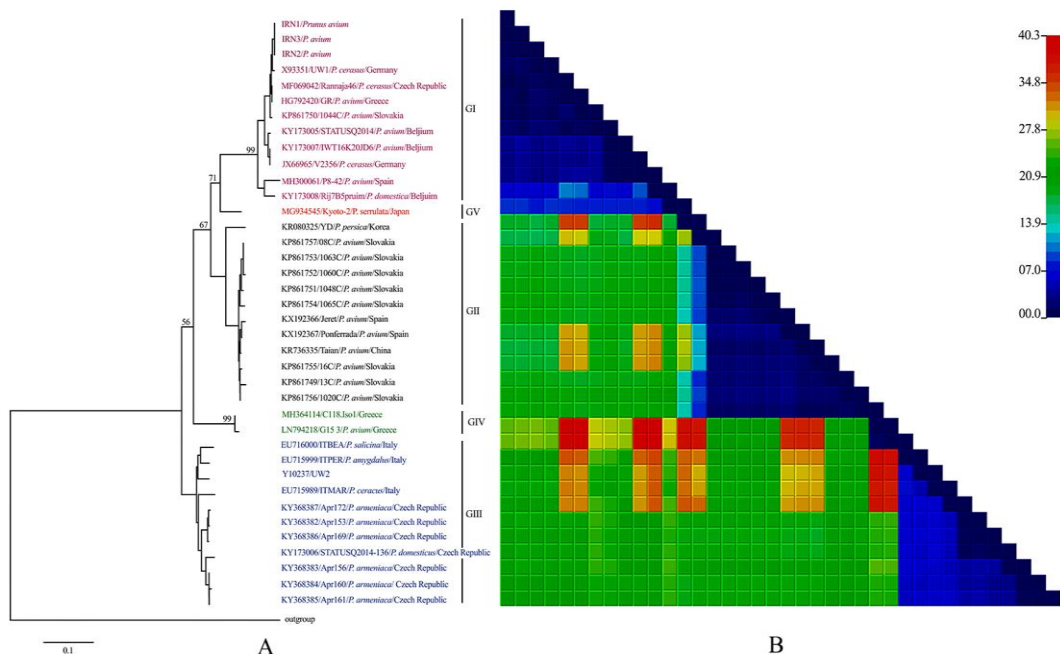 IRN1/Prunus avium
IRN3/P. avium
IRN2/P. avium
X93351/UW1/P. cerasus/Germany
MF069042/Rannaja46/P. cerasus/Czech Republic
HG792420/GR/P. avium/Greece
KP861750/1044C/P. avium/Slovakia
KY173005/STATUSQ2014/P. avium/Beljium
KY173007/IWT16K20JD6/P. avium/Beljium
JX66965/V2356/P. cerasus/Germany
MH300061/P8-42/P. avium/Spain
KY173008/Rij7B5pruim/P. domestica/Beljuim
MG934545/Kyoto-2/P. serrulata/Japan
KR080325/YD/P. persica/Korea
KP861757/08C/P. avium/Slovakia
KP861753/1063C/P. avium/Slovakia
KP861752/1060C/P. avium/Slovakia
KP861751/1048C/P. avium/Slovakia
KP861754/1065C/P. avium/Slovakia
KX192366/Jeret/P. avium/Spain
KX192367/Ponferrada/P. avium/Spain
KR736335/Taian/P. avium/China
KP861755/16C/P. avium/Slovakia
KP861749/13C/P. avium/Slovakia
KP861756/1020C/P. avium/Slovakia
MH364114/C118.Iso1/Greece
LN794218/G15 3/P. avium/Greece
EU716000/ITBEA/P. salicina/Italy
EU715999/ITPER/P. amygdalus/Italy
Y10237/UW2
EU715989/ITMAR/P. ceracus/Italy
KY368387/Apr172/P. armeniaca/Czech Republic
KY368382/Apr153/P. armeniaca/Czech Republic
KY368386/Apr169/P. armeniaca/Czech Republic
KY173006/STATUSQ2014-136/P. domesticus/Czech Republic
KY368383/Apr156/P. armeniaca/Czech Republic
KY368384/Apr160/P. armeniaca/ Czech Republic
KY368385/Apr161/P. armeniaca/Czech Republic
outgroup
GI
GV
GII
GIV
GIII
99
71
67
56
99
0.1
A
B
40.3
34.8
27.8
20.9
13.9
07.0
00.0